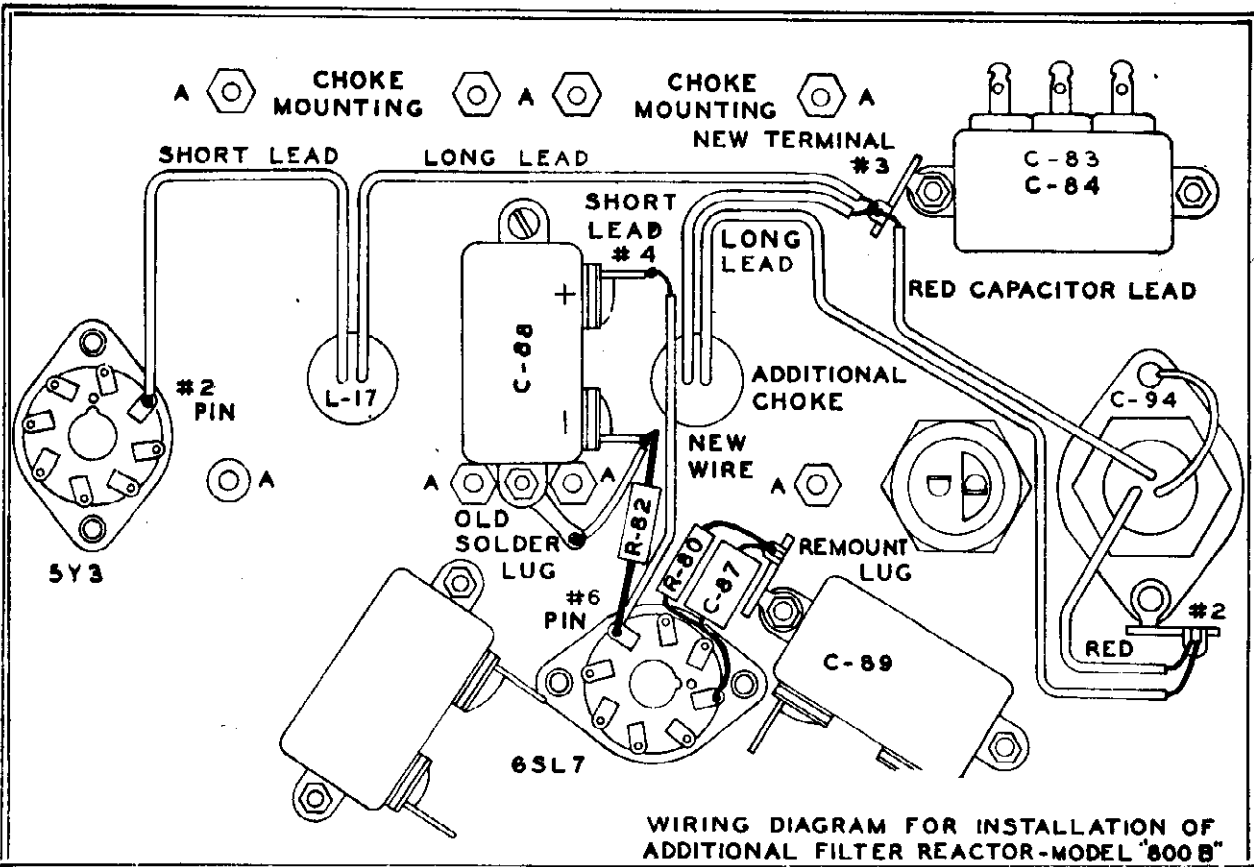 A
CHOKE
MOUNTING
A
CHOKE
MOUNTING
A
NEW TERMINAL
#3
SHORT LEAD
LONG LEAD
C-83
C-84
SHORT
LEAD
#4
LONG
LEAD
RED CAPACITOR LEAD
+
C-88
−
#2
PIN
L-17
ADDITIONAL
CHOKE
C-94
NEW
WIRE
A
A
A
A
OLD
SOLDER
LUG
R-82
R-80
C-87
REMOUNT
LUG
5Y3
#6
PIN
#2
RED
C-89
6SL7
WIRING DIAGRAM FOR INSTALLATION OF
ADDITIONAL FILTER REACTOR-MODEL "800B"